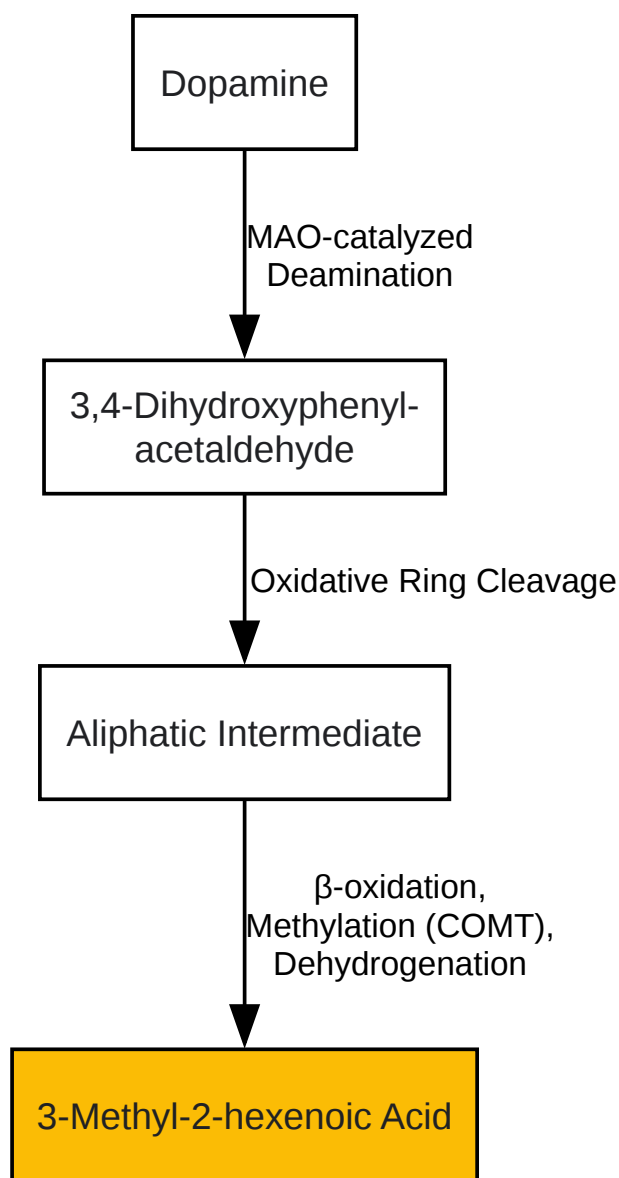 Dopamine
MAO-catalyzed
Deamination
3,4-Dihydroxyphenyl-
acetaldehyde
Oxidative Ring Cleavage
Aliphatic Intermediate
β-oxidation,
Methylation (COMT),
Dehydrogenation
3-Methyl-2-hexenoic Acid